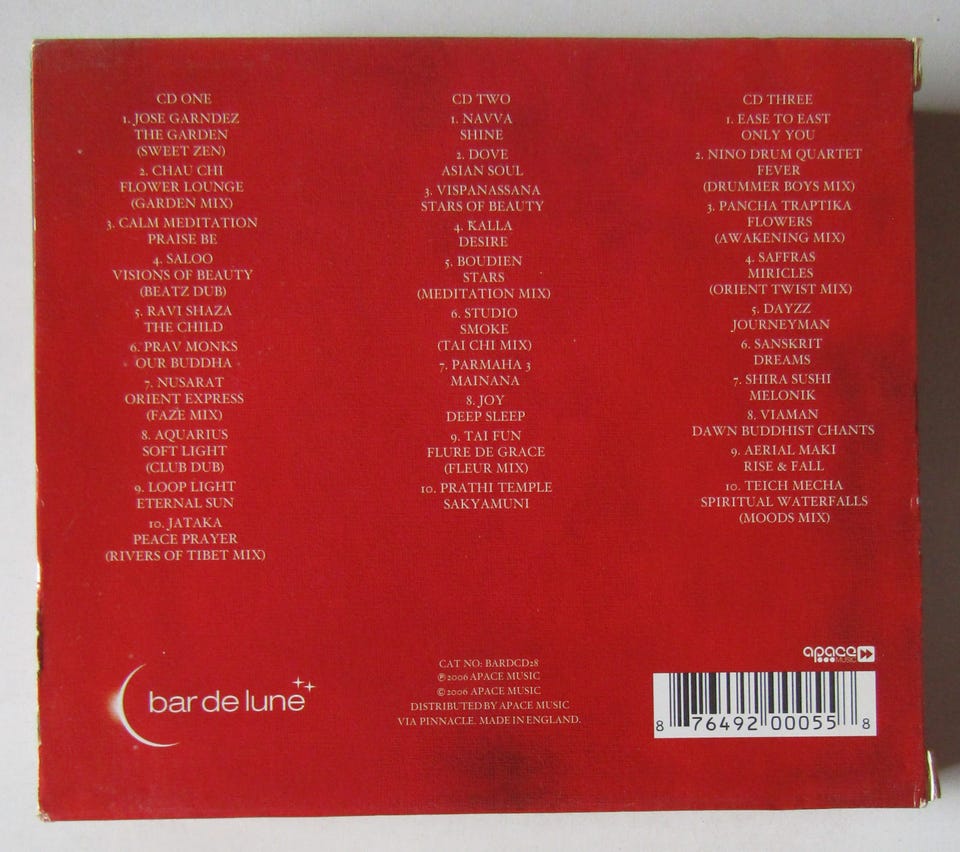 CD ONE
1. JOSE GARNDEZ
THE GARDEN
(SWEET ZEN)
2. CHAU CHI
FLOWER LOUNGE
(GARDEN MIX)
3. CALM MEDITATION
PRAISE BE
4. SALOO
VISIONS OF BEAUTY
(BEATZ DUB)
5. RAVI SHAZA
THE CHILD
6. PRAV MONKS
OUR BUDDHA
7. NUSARAT
ORIENT EXPRESS
(FAZE MIX)
8. AQUARIUS
SOFT LIGHT
(CLUB DUB)
9. LOOP LIGHT
ETERNAL SUN
10. JATAKA
PEACE PRAYER
(RIVERS OF TIBET MIX)
CD TWO
1. NAVVA
SHINE
2. DOVE
ASIAN SOUL
3. VISPANASSANA
STARS OF BEAUTY
4. KALLA
DESIRE
5. BOUDIEN
STARS
(MEDITATION MIX)
6. STUDIO
SMOKE
(TAI CHI MIX)
7. PARMAHA 3
MAINANA
8. JOY
DEEP SLEEP
9. TAI FUN
FLURE DE GRACE
(FLEUR MIX)
10. PRATHI TEMPLE
SAKYAMUNI
CD THREE
1. EASE TO EAST
ONLY YOU
2. NINO DRUM QUARTET
FEVER
(DRUMMER BOYS MIX)
3. PANCHA TRAPTIKA
FLOWERS
(AWAKENING MIX)
4. SAFFRAS
MIRICLES
(ORIENT TWIST MIX)
5. DAYZZ
JOURNEYMAN
6. SANSKRIT
DREAMS
7. SHIRA SUSHI
MELONIK
8. VIAMAN
DAWN BUDDHIST CHANTS
9. AERIAL MAKI
RISE & FALL
10. TEICH MECHA
SPIRITUAL WATERFALLS
(MOODS MIX)
bar de lune
CAT NO: BARDCD28
℗ 2006 APACE MUSIC
© 2006 APACE MUSIC
DISTRIBUTED BY APACE MUSIC
VIA PINNACLE. MADE IN ENGLAND.
apace
MUSIC
8 76492 00055 8